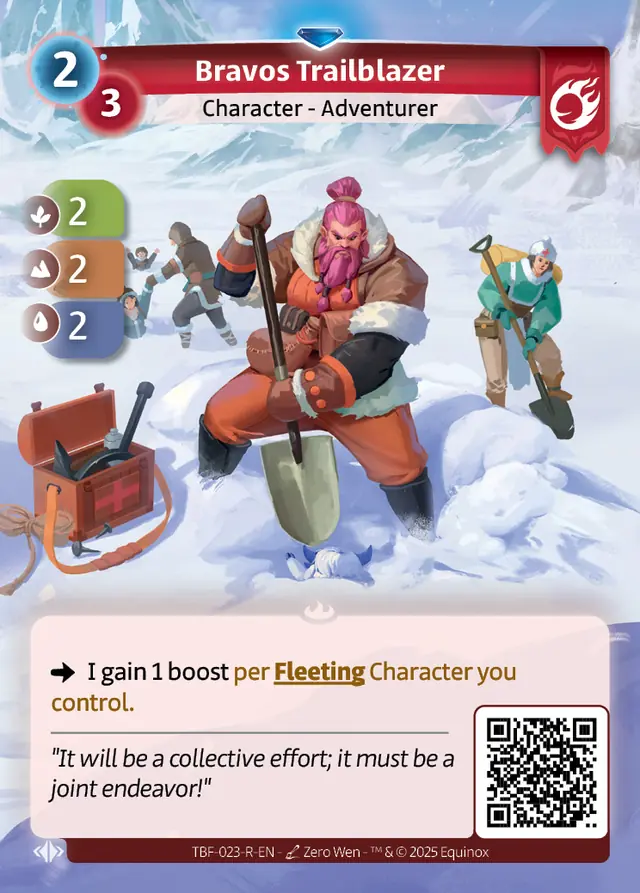 2
Bravos Trailblazer
3
Character - Adventurer
2
2
2
I gain 1 boost per Fleeting Character you
control.
"It will be a collective effort; it must be a
joint endeavor!"
TBF-023-R-EN - Zero Wen - ™ & © 2025 Equinox